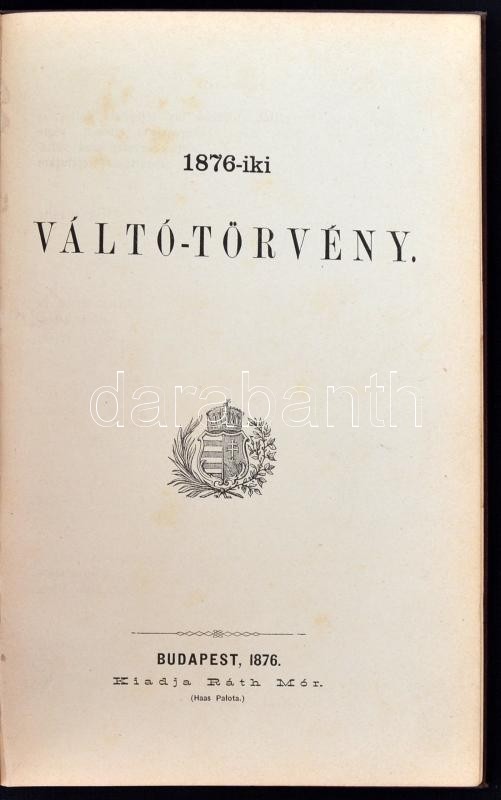 1876-iki
VÁLTÓ-TÖRVÉNY.
darabanth
BUDAPEST, 1876.
Kiadja Ráth Mór.
(Haas Palota.)